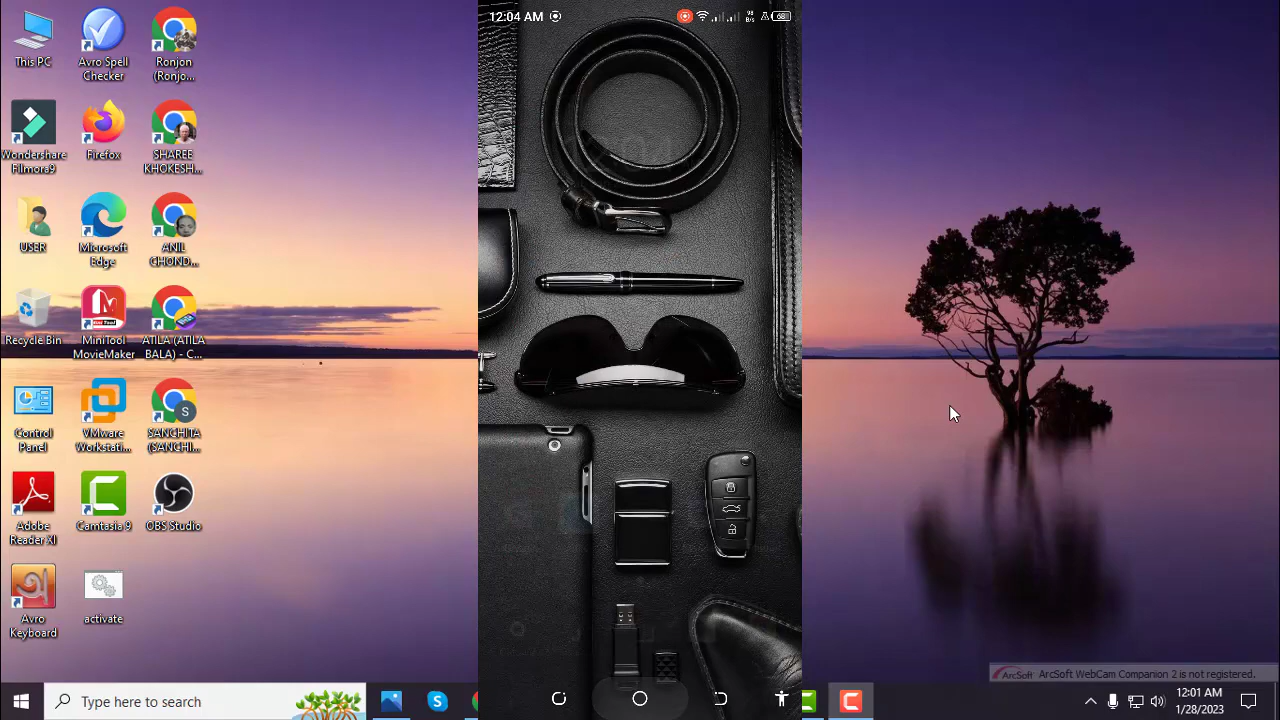 This PC
Avro Spell
Checker
Ronjon
(Ronjo...
Wondershare
Filmora9
Firefox
SHAREE
KHOKESH...
USER
Microsoft
Edge
ANIL
CHOND...
Recycle Bin
MiniTool
MovieMaker
ATILA (ATILA
BALA) - C...
Control
Panel
VMware
Workstati...
S
SANCHITA
(SANCHI...
Adobe
Reader XI
Camtasia 9
OBS Studio
Avro
Keyboard
activate
12:04 AM
98
B/s
68
ArcSoft ArcSoft WebCam Companion 2 is not registered.
Type here to search
12:01 AM
1/28/2023